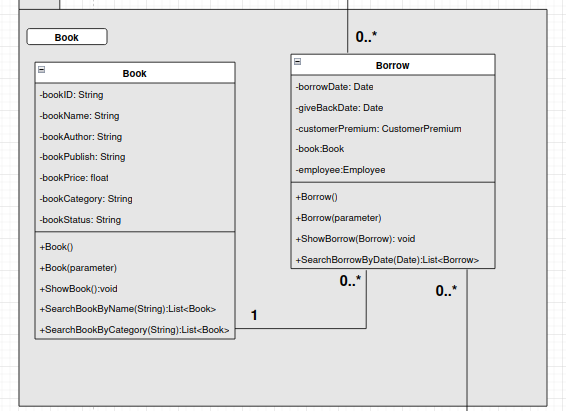 Book
Book
-bookID: String
-bookName: String
-bookAuthor: String
-bookPublish: String
-bookPrice: float
-bookCategory: String
-bookStatus: String
+Book()
+Book(parameter)
+ShowBook():void
+SearchBookByName(String):List<Book>
+SearchBookByCategory(String):List<Book>
1
0..*
Borrow
-borrowDate: Date
-giveBackDate: Date
-customerPremium: CustomerPremium
-book:Book
-employee:Employee
+Borrow()
+Borrow(parameter)
+ShowBorrow(Borrow): void
+SearchBorrowByDate(Date):List<Borrow>
0..*
0..*